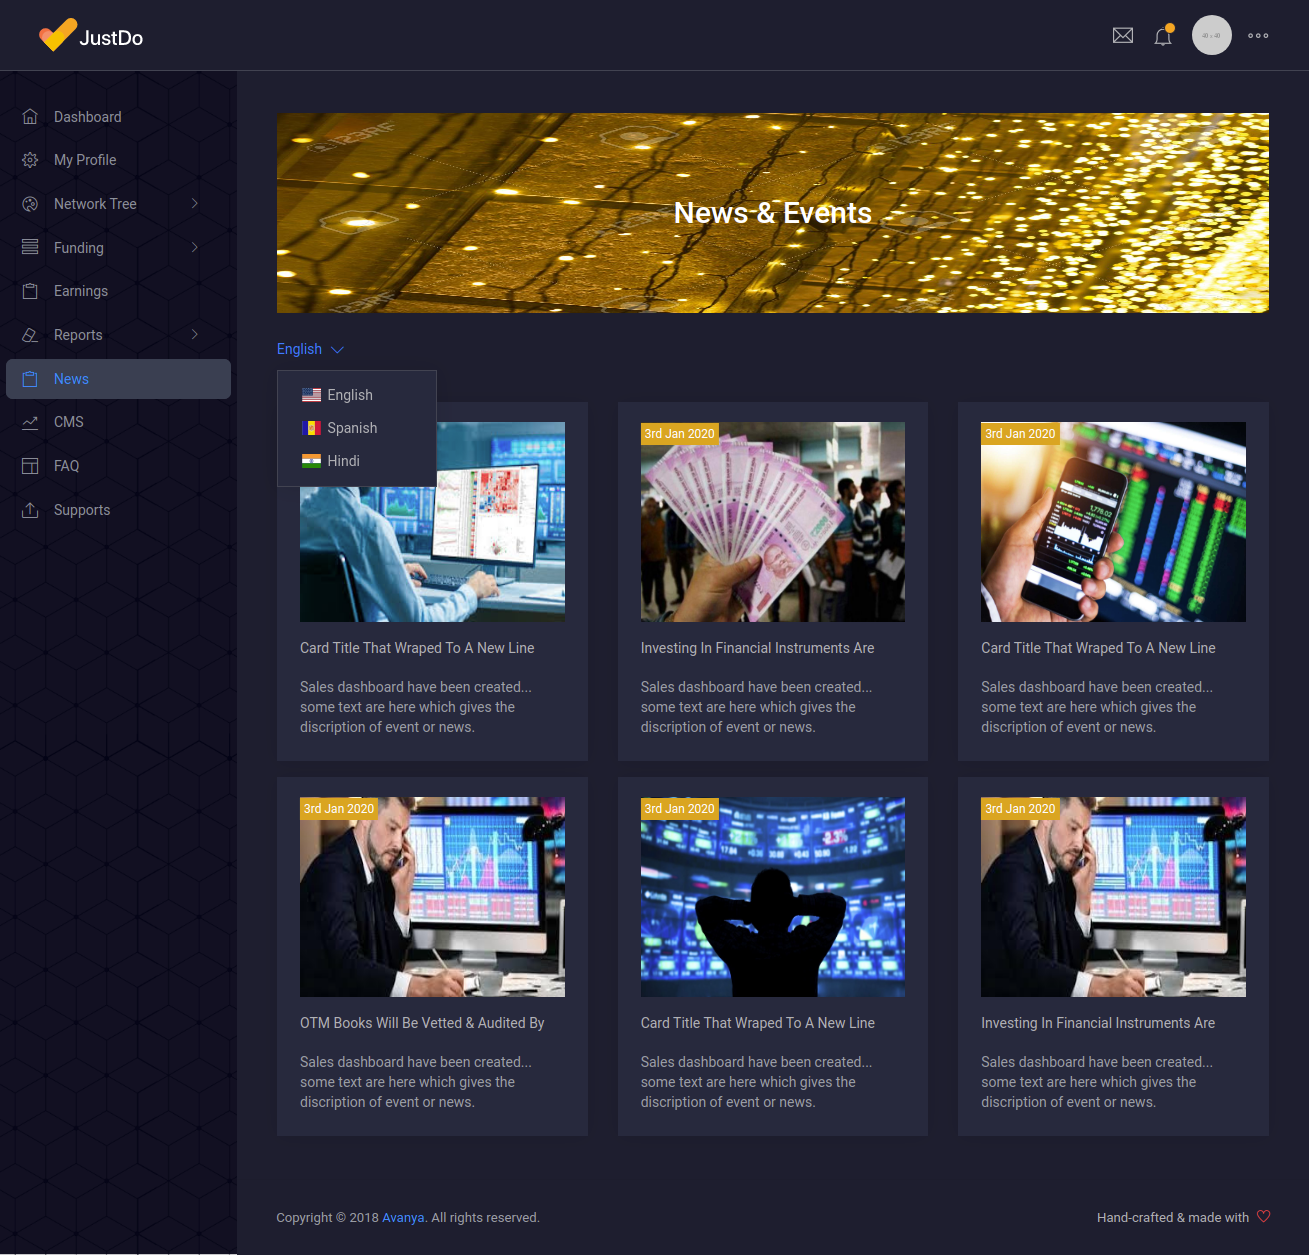 JustDo
40 x 40
Dashboard
My Profile
Network Tree
Funding
Earnings
Reports
News
CMS
FAQ
Supports
123RF
123RF
News & Events
English
English
Spanish
Hindi
3rd Jan 2020
3rd Jan 2020
1,776.02
Card Title That Wraped To A New Line
Investing In Financial Instruments Are
Card Title That Wraped To A New Line
Sales dashboard have been created...
some text are here which gives the
discription of event or news.
Sales dashboard have been created...
some text are here which gives the
discription of event or news.
Sales dashboard have been created...
some text are here which gives the
discription of event or news.
3rd Jan 2020
3rd Jan 2020
3rd Jan 2020
OTM Books Will Be Vetted & Audited By
Card Title That Wraped To A New Line
Investing In Financial Instruments Are
Sales dashboard have been created...
some text are here which gives the
discription of event or news.
Sales dashboard have been created...
some text are here which gives the
discription of event or news.
Sales dashboard have been created...
some text are here which gives the
discription of event or news.
Copyright © 2018 Avanya. All rights reserved.
Hand-crafted & made with